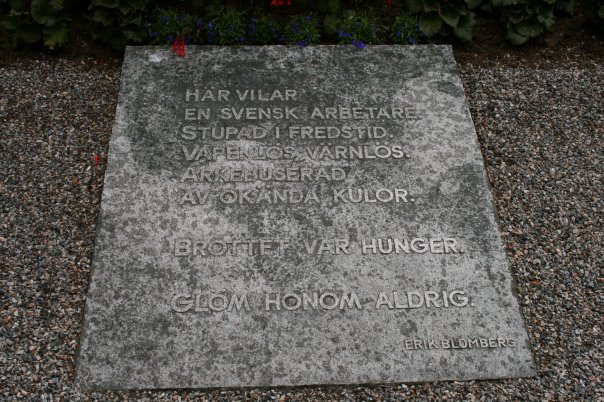 HÄR VILAR
EN SVENSK ARBETARE.
STUPAD I FREDSTID.
VAPENLÖS, VÄRNLÖS.
ARKEBUSERAD
AV OKÄNDA KULOR.
BROTTET VAR HUNGER.
GLÖM HONOM ALDRIG.
ERIK BLOMBERG